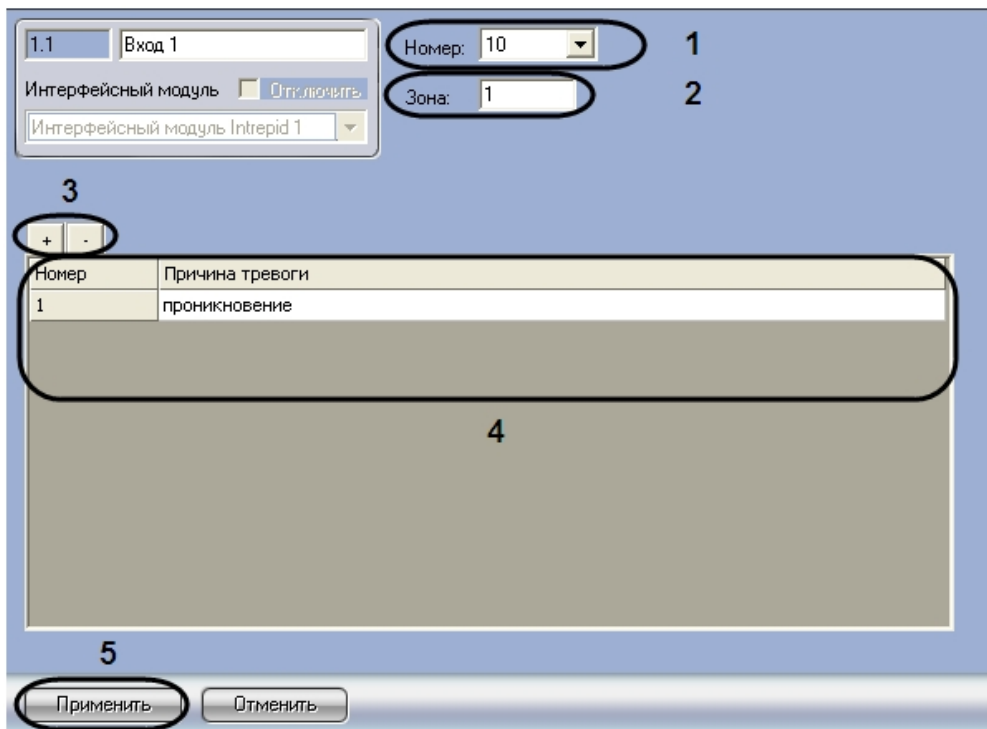 1.1 Вход 1
Номер: 10 1
Интерфейсный модуль Отключить
Зона: 1 2
Интерфейсный модуль Intrepid 1
3
+ -
Номер Причина тревоги
1 проникновение
4
5
Применить Отменить